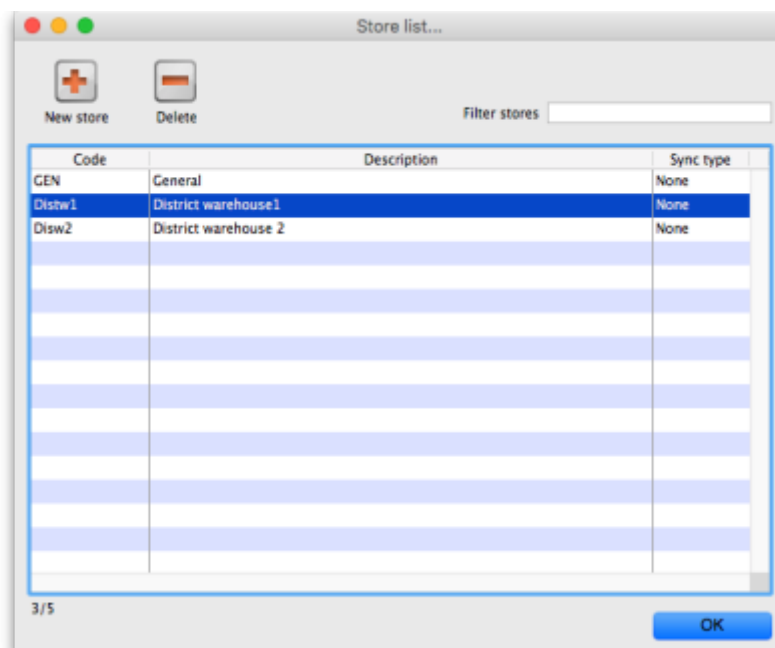 Store list...
New store Delete Filter stores
Code Description Sync type
GEN General None
Distw1 District warehouse1 None
Disw2 District warehouse 2 None
3/5
OK